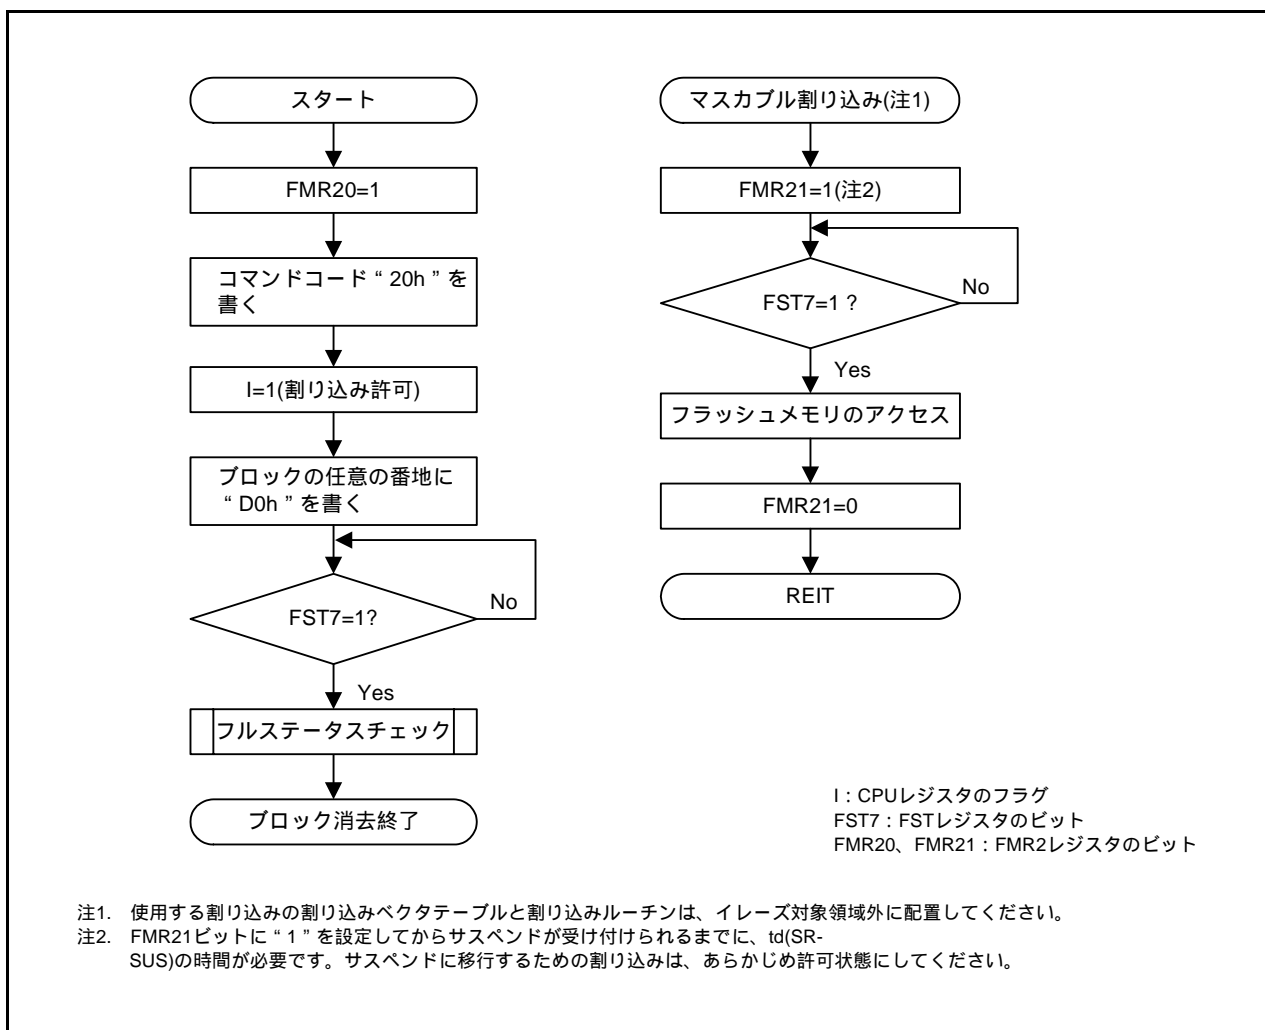 スタート
FMR20=1
コマンドコード“20h”を
書く
I=1(割り込み許可)
ブロックの任意の番地に
“D0h”を書く
FST7=1?
No
Yes
フルステータスチェック
ブロック消去終了
マスカブル割り込み(注1)
FMR21=1(注2)
FST7=1 ?
No
Yes
フラッシュメモリのアクセス
FMR21=0
REIT
I : CPUレジスタのフラグ
FST7 : FSTレジスタのビット
FMR20、FMR21 : FMR2レジスタのビット
注1. 使用する割り込みの割り込みベクタテーブルと割り込みルーチンは、イレーズ対象領域外に配置してください。
注2. FMR21ビットに“1”を設定してからサスペンドが受け付けられるまでに、td(SR-
SUS)の時間が必要です。サスペンドに移行するための割り込みは、あらかじめ許可状態にしてください。